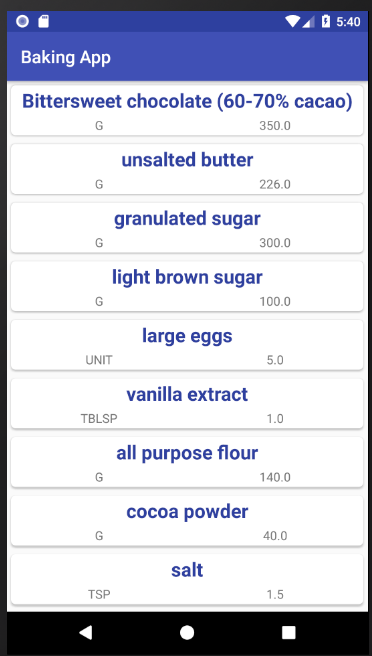 5:40
Baking App
Bittersweet chocolate (60-70% cacao)
G 350.0
unsalted butter
G 226.0
granulated sugar
G 300.0
light brown sugar
G 100.0
large eggs
UNIT 5.0
vanilla extract
TBLSP 1.0
all purpose flour
G 140.0
cocoa powder
G 40.0
salt
TSP 1.5